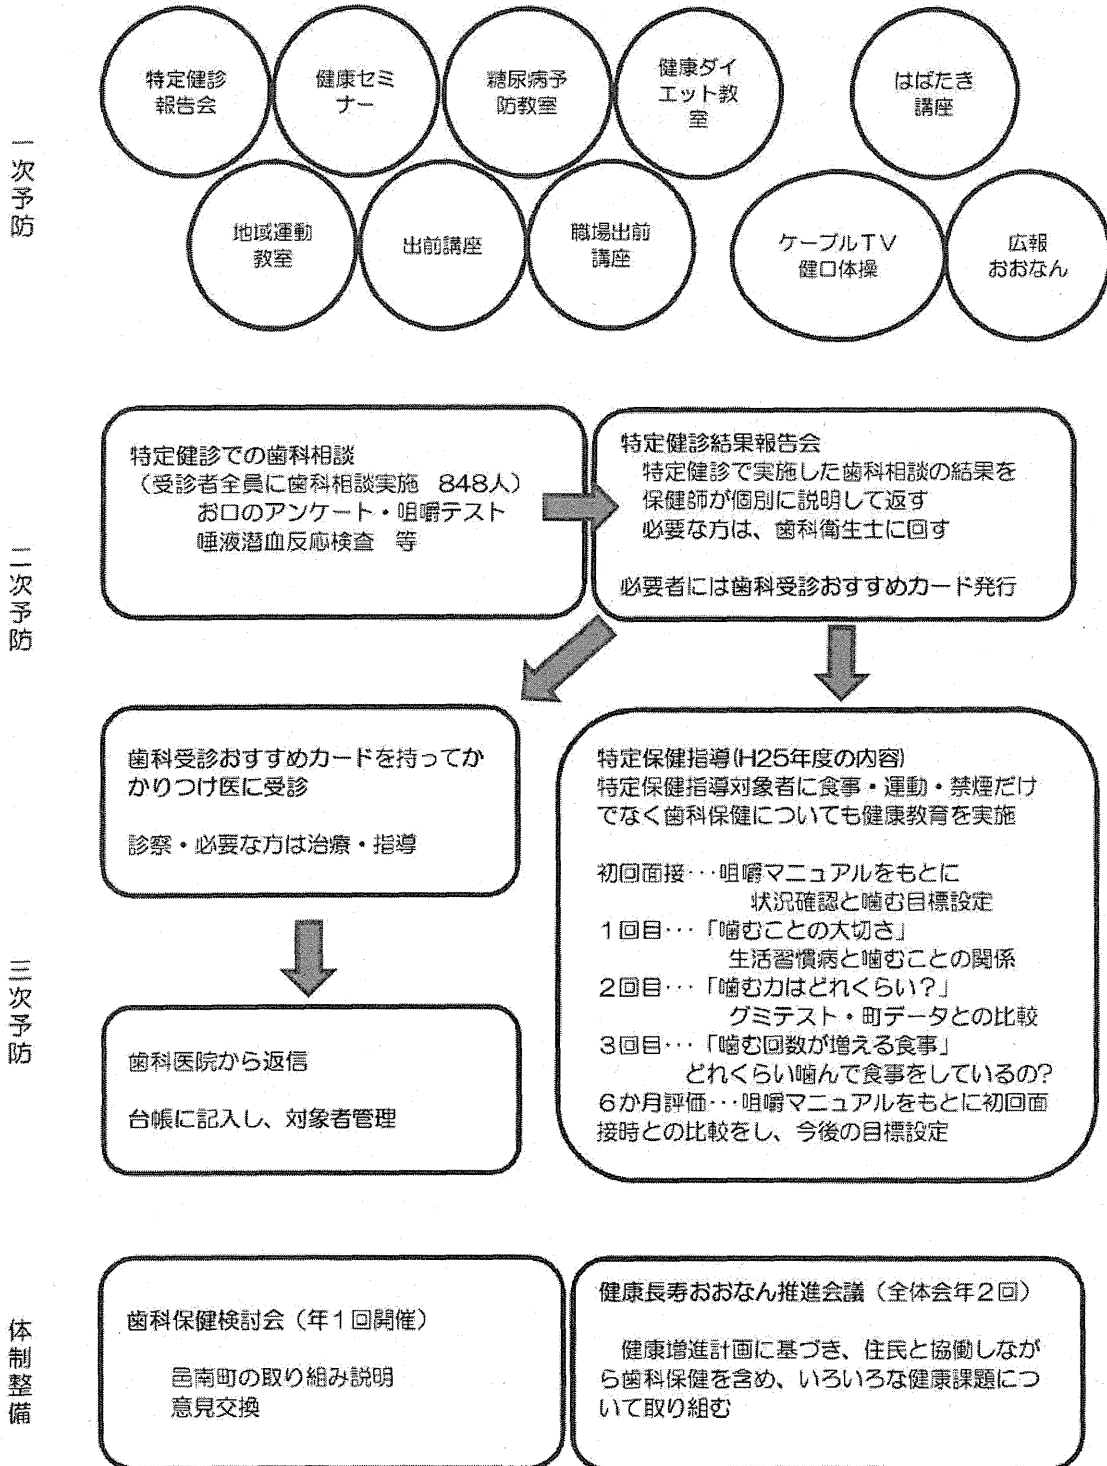 一次予防
特定健診
報告会
健康セミ
ナー
糖尿病予
防教室
健康ダイ
エット教
室
はばたき
講座
地域運動
教室
出前講座
職場出前
講座
ケーブルTV
健口体操
広報
おおなん
二次予防
特定健診での歯科相談
(受診者全員に歯科相談実施 848人)
お口のアンケート・咀嚼テスト
唾液潜血反応検査 等
特定健診結果報告会
特定健診で実施した歯科相談の結果を
保健師が個別に説明して返す
必要な方は、歯科衛生士に回す
必要者には歯科受診おすすめカード発行
三次予防
歯科受診おすすめカードを持ってか
かりつけ医に受診
診察・必要な方は治療・指導
歯科医院から返信
台帳に記入し、対象者管理
特定保健指導(H25年度の内容)
特定保健指導対象者に食事・運動・禁煙だけ
でなく歯科保健についても健康教育を実施
初回面接…咀嚼マニュアルをもとに
状況確認と噛む目標設定
1回目…「噛むことの大切さ」
生活習慣病と噛むことの関係
2回目…「噛む力はどれくらい?」
グミテスト・町データとの比較
3回目…「噛む回数が増える食事」
どれくらい噛んで食事をしているの?
6か月評価…咀嚼マニュアルをもとに初回面
接時との比較をし、今後の目標設定
体制整備
歯科保健検討会(年1回開催)
邑南町の取り組み説明
意見交換
健康長寿おおなん推進会議(全体会年2回)
健康増進計画に基づき、住民と協働しなが
ら歯科保健を含め、いろいろな健康課題につ
いて取り組む